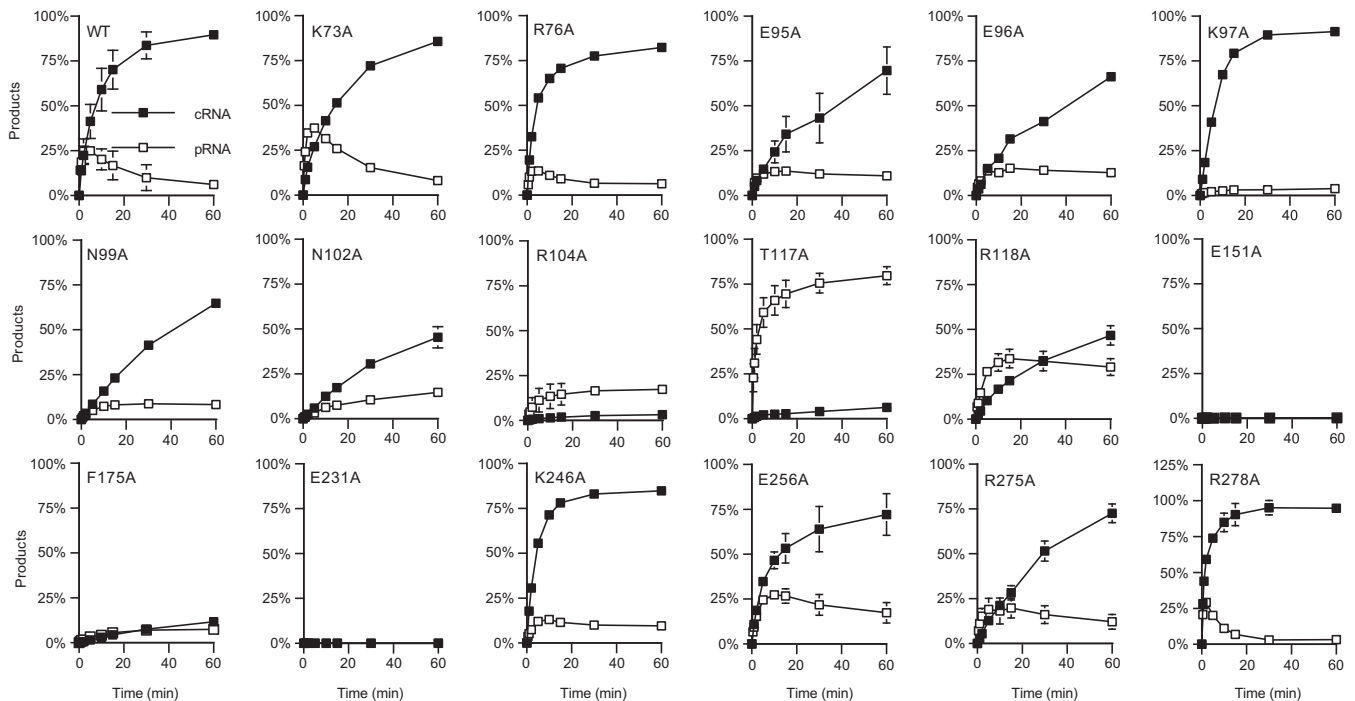 WT
K73A
R76A
E95A
E96A
K97A
100%
75%
50%
25%
0%
Products
cRNA
pRNA
0 20 40 60
100%
75%
50%
25%
0%
0 20 40 60
100%
75%
50%
25%
0%
0 20 40 60
100%
75%
50%
25%
0%
0 20 40 60
100%
75%
50%
25%
0%
0 20 40 60
100%
75%
50%
25%
0%
0 20 40 60
N99A
N102A
R104A
T117A
R118A
E151A
100%
75%
50%
25%
0%
Products
0 20 40 60
100%
75%
50%
25%
0%
0 20 40 60
100%
75%
50%
25%
0%
0 20 40 60
100%
75%
50%
25%
0%
0 20 40 60
100%
75%
50%
25%
0%
0 20 40 60
100%
75%
50%
25%
0%
0 20 40 60
F175A
E231A
K246A
E256A
R275A
R278A
100%
75%
50%
25%
0%
Products
0 20 40 60
Time (min)
100%
75%
50%
25%
0%
0 20 40 60
Time (min)
100%
75%
50%
25%
0%
0 20 40 60
Time (min)
100%
75%
50%
25%
0%
0 20 40 60
Time (min)
100%
75%
50%
25%
0%
0 20 40 60
Time (min)
125%
100%
75%
50%
25%
0%
0 20 40 60
Time (min)